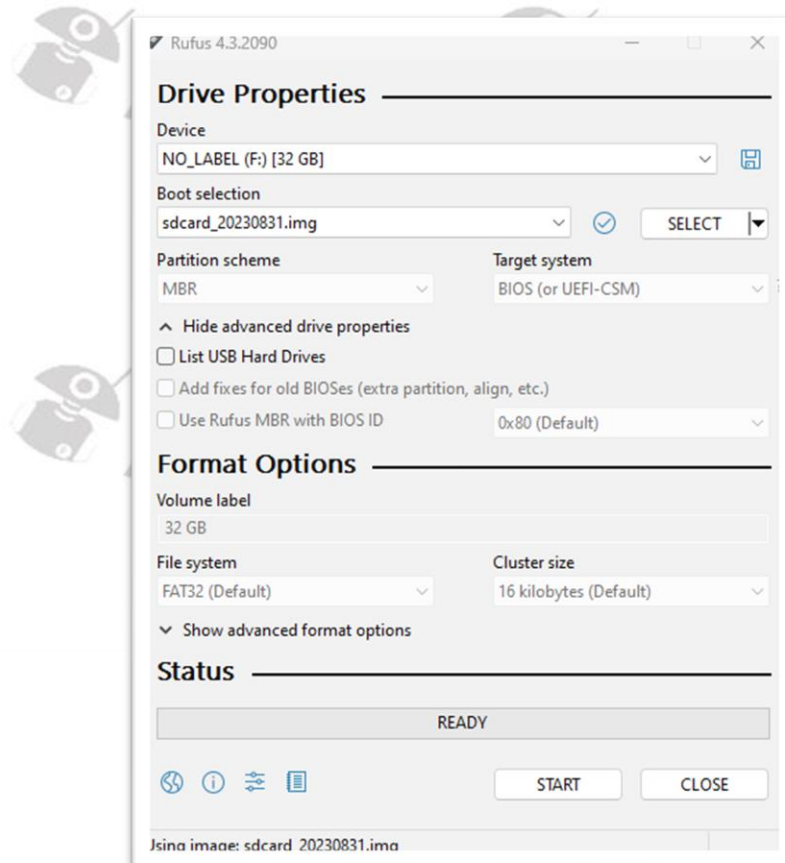 Rufus 4.3.2090
Drive Properties
Device
NO_LABEL (F:) [32 GB]
Boot selection
sdcard_20230831.img
SELECT
Partition scheme Target system
MBR BIOS (or UEFI-CSM)
Hide advanced drive properties
List USB Hard Drives
Add fixes for old BIOSes (extra partition, align, etc.)
Use Rufus MBR with BIOS ID 0x80 (Default)
Format Options
Volume label
32 GB
File system Cluster size
FAT32 (Default) 16 kilobytes (Default)
Show advanced format options
Status
READY
START CLOSE
Using image: sdcard_20230831.img